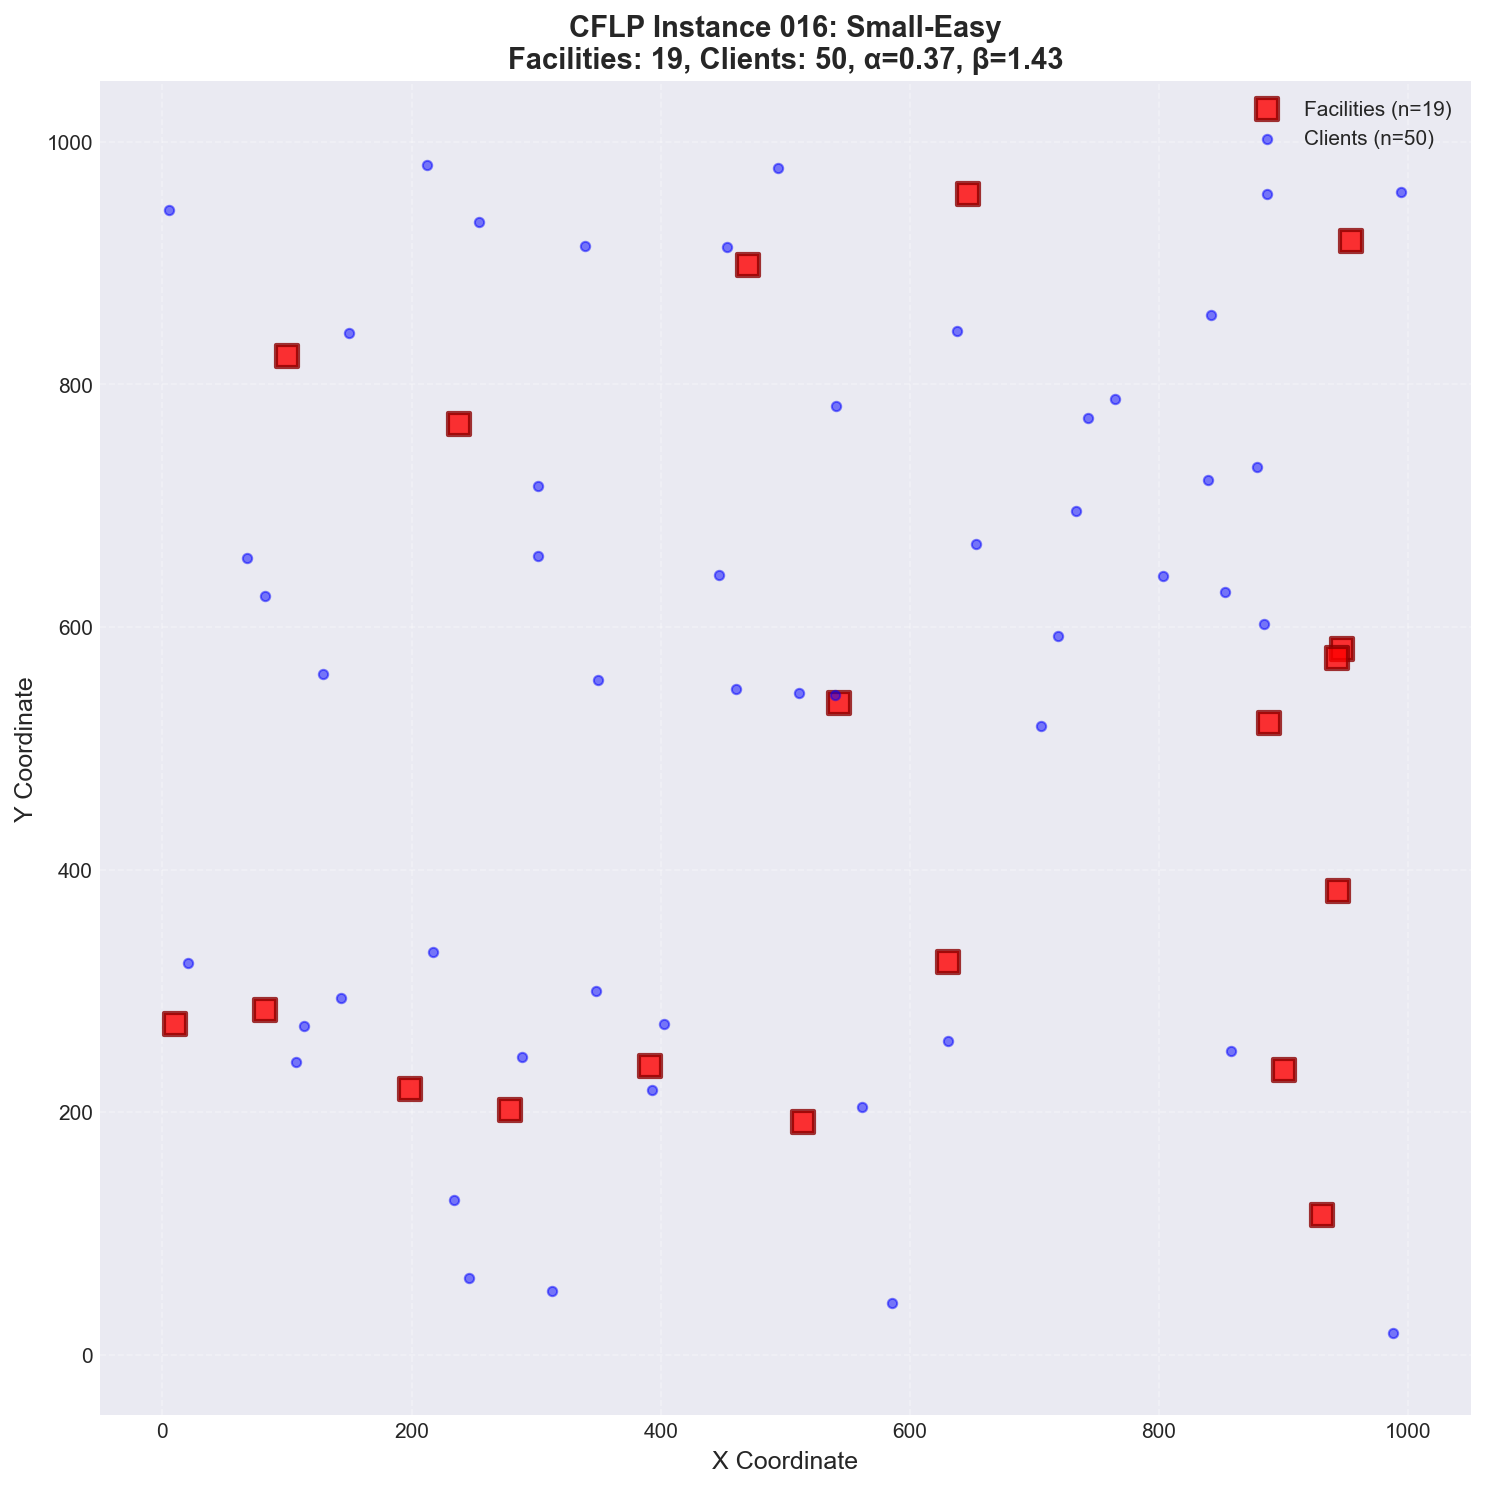 CFLP Instance 016: Small-Easy
Facilities: 19, Clients: 50, α=0.37, β=1.43
Facilities (n=19)
Clients (n=50)
1000
800
600
400
200
0
Y Coordinate
0 200 400 600 800 1000
X Coordinate